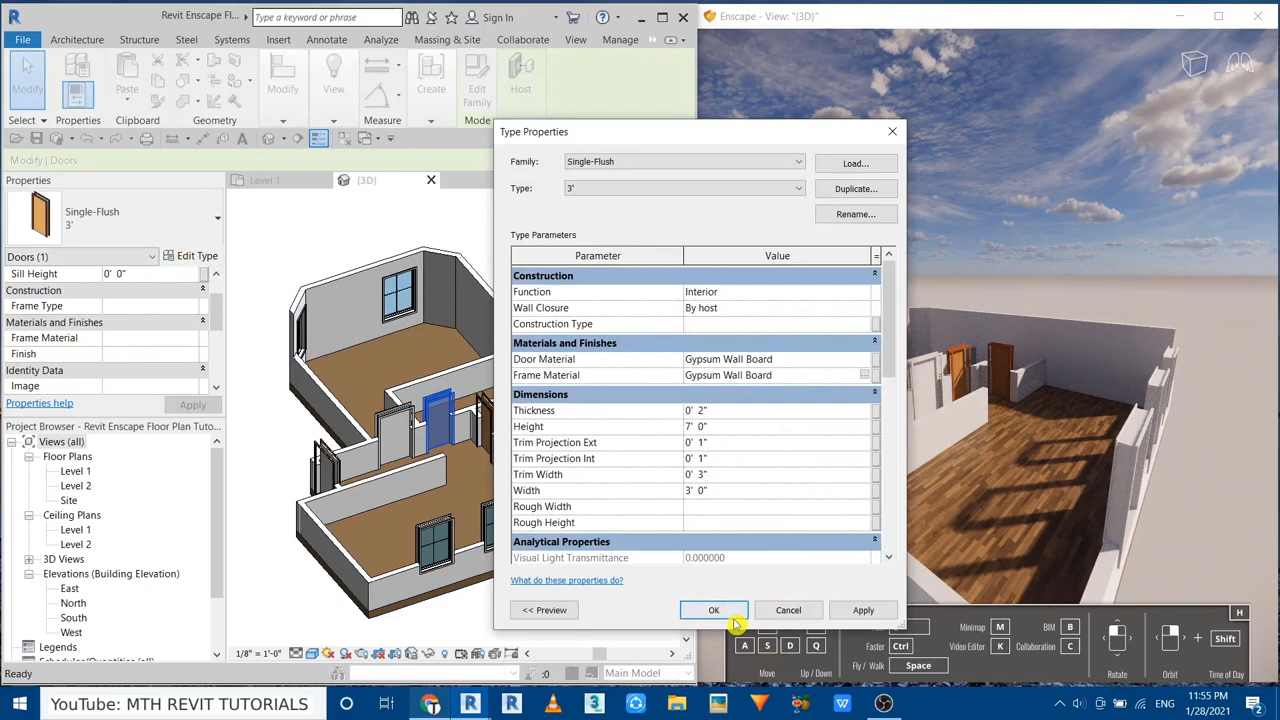 Revit Enscape Fl...
Type a keyword or phrase
Sign In
Enscape - View: "(3D)"
File
Architecture
Structure
Steel
Systems
Insert
Annotate
Analyze
Massing & Site
Collaborate
View
Manage
Modify
Paste
Modify
View
Create
Edit
Family
Host
Select
Properties
Clipboard
Geometry
Measure
Mode
Modify | Doors
Properties
Level 1
(3D)
Single-Flush
3'
Doors (1)
Edit Type
Sill Height 0' 0"
Construction
Frame Type
Materials and Finishes
Frame Material
Finish
Identity Data
Image
Properties help
Apply
Project Browser - Revit Enscape Floor Plan Tuto...
Views (all)
Floor Plans
Level 1
Level 2
Site
Ceiling Plans
Level 1
Level 2
3D Views
Elevations (Building Elevation)
East
North
South
West
Legends
Type Properties
Family: Single-Flush Load...
Type: 3' Duplicate...
Rename...
Type Parameters
Parameter Value =
Construction
Function Interior
Wall Closure By host
Construction Type
Materials and Finishes
Door Material Gypsum Wall Board
Frame Material Gypsum Wall Board
Dimensions
Thickness 0' 2"
Height 7' 0"
Trim Projection Ext 0' 1"
Trim Projection Int 0' 1"
Trim Width 0' 3"
Width 3' 0"
Rough Width
Rough Height
Analytical Properties
Visual Light Transmittance 0.000000
What do these properties do?
<< Preview OK Cancel Apply
H
Minimap M
BIM B
A S D Q
Faster Ctrl
Video Editor K
Collaboration C
+ Shift
Fly / Walk Space
Move
Up / Down
Rotate
Orbit
Time of Day
1/8" = 1'-0"
Ready
:0
Main Model
YouTube: MTH REVIT TUTORIALS
ENG
11:55 PM
1/28/2021
2